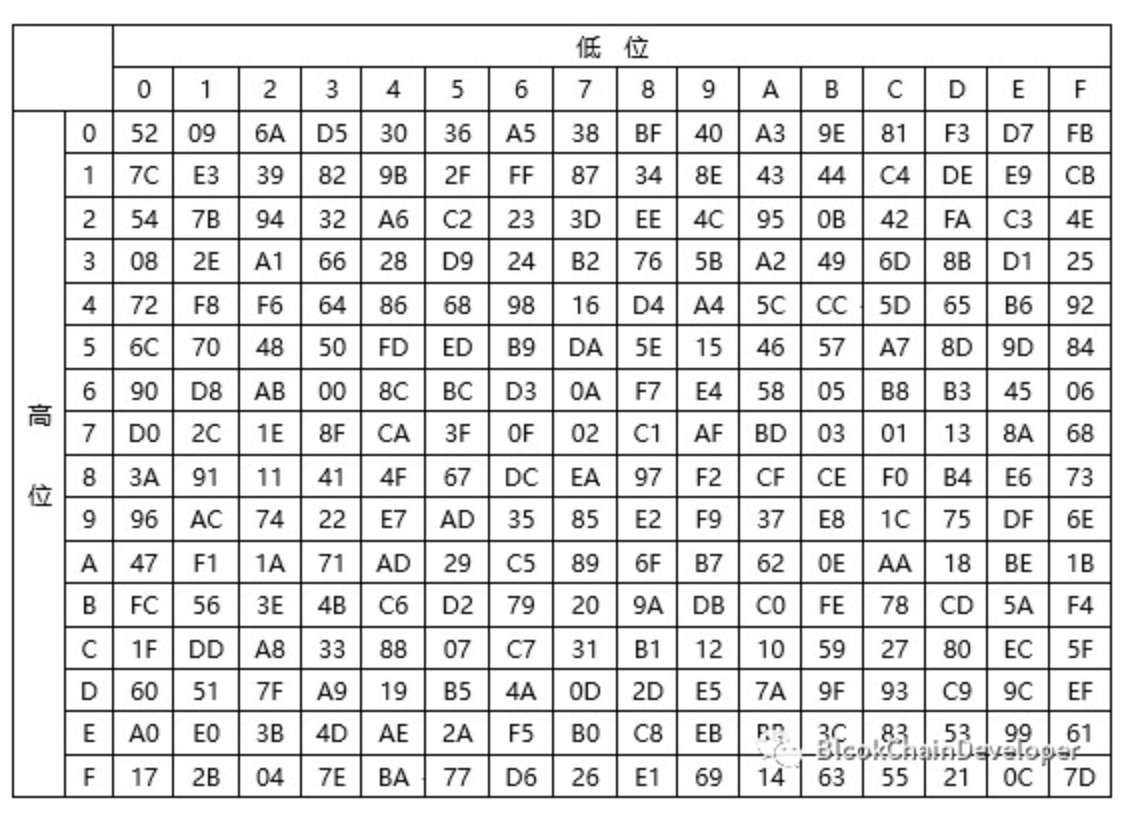 低 位
0 1 2 3 4 5 6 7 8 9 A B C D E F
高 位
0 52 09 6A D5 30 36 A5 38 BF 40 A3 9E 81 F3 D7 FB
1 7C E3 39 82 9B 2F FF 87 34 8E 43 44 C4 DE E9 CB
2 54 7B 94 32 A6 C2 23 3D EE 4C 95 0B 42 FA C3 4E
3 08 2E A1 66 28 D9 24 B2 76 5B A2 49 6D 8B D1 25
4 72 F8 F6 64 86 68 98 16 D4 A4 5C CC 5D 65 B6 92
5 6C 70 48 50 FD ED B9 DA 5E 15 46 57 A7 8D 9D 84
6 90 D8 AB 00 8C BC D3 0A F7 E4 58 05 B8 B3 45 06
7 D0 2C 1E 8F CA 3F 0F 02 C1 AF BD 03 01 13 8A 68
8 3A 91 11 41 4F 67 DC EA 97 F2 CF CE F0 B4 E6 73
9 96 AC 74 22 E7 AD 35 85 E2 F9 37 E8 1C 75 DF 6E
A 47 F1 1A 71 AD 29 C5 89 6F B7 62 0E AA 18 BE 1B
B FC 56 3E 4B C6 D2 79 20 9A DB C0 FE 78 CD 5A F4
C 1F DD A8 33 88 07 C7 31 B1 12 10 59 27 80 EC 5F
D 60 51 7F A9 19 B5 4A 0D 2D E5 7A 9F 93 C9 9C EF
E A0 E0 3B 4D AE 2A F5 B0 C8 EB BB 3C 83 53 99 61
BlcokChainDeveloper
F 17 2B 04 7E BA 77 D6 26 E1 69 14 63 55 21 0C 7D